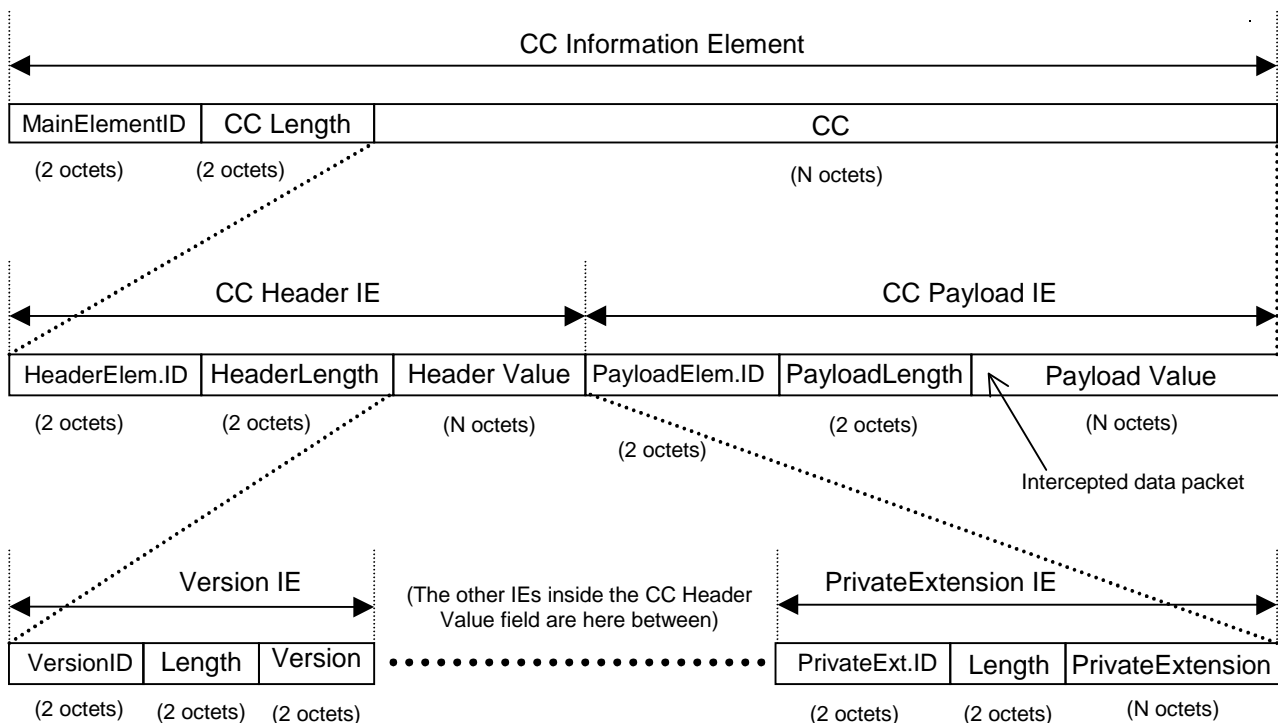 CC Information Element
MainElementID CC Length CC
(2 octets) (2 octets) (N octets)
CC Header IE CC Payload IE
HeaderElem.ID HeaderLength Header Value PayloadElem.ID PayloadLength Payload Value
(2 octets) (2 octets) (N octets) (2 octets) (2 octets) (N octets)
Intercepted data packet
Version IE (The other IEs inside the CC Header PrivateExtension IE
Value field are here between)
VersionID Length Version PrivateExt.ID Length PrivateExtension
(2 octets) (2 octets) (2 octets) (2 octets) (2 octets) (N octets)